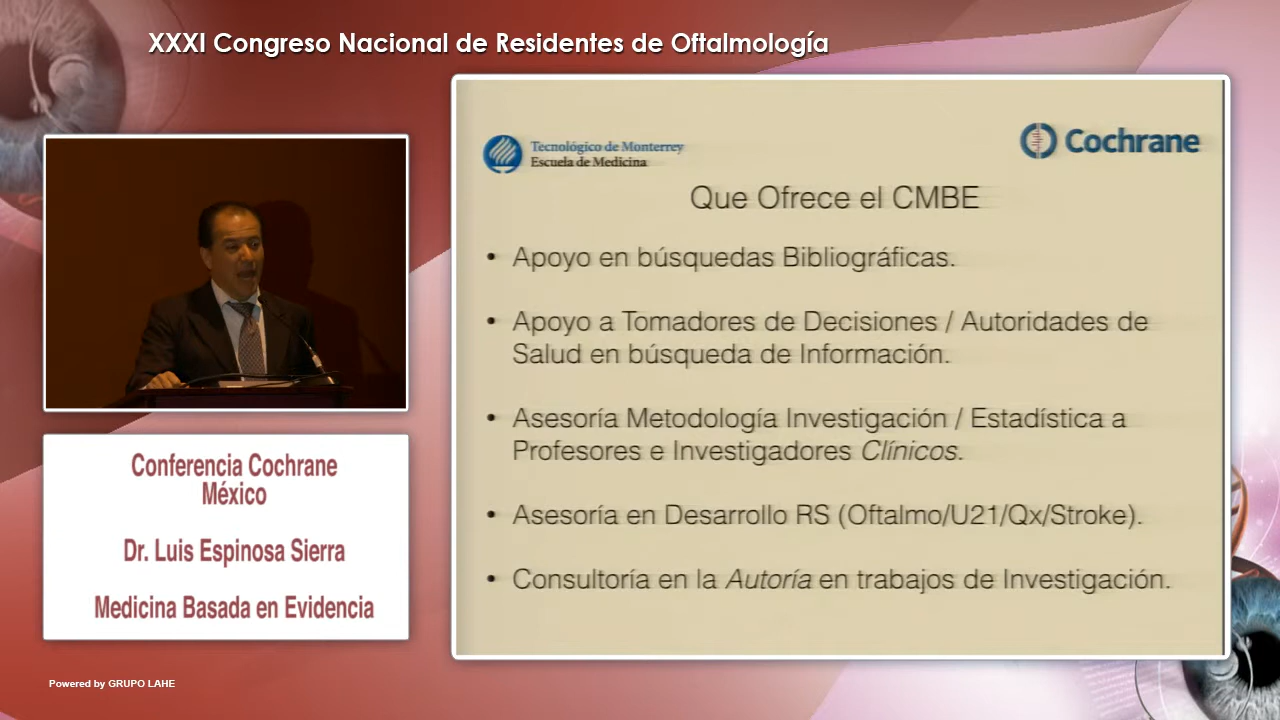 XXXI Congreso Nacional de Residentes de Oftalmología
Tecnológico de Monterrey
Escuela de Medicina
Cochrane
Que Ofrece el CMBE
• Apoyo en búsquedas Bibliográficas.
• Apoyo a Tomadores de Decisiones / Autoridades de
Salud en búsqueda de Información.
• Asesoría Metodología Investigación / Estadística a
Profesores e Investigadores Clínicos.
• Asesoría en Desarrollo RS (Oftalmo/U21/Qx/Stroke).
• Consultoría en la Autoría en trabajos de Investigación.
Conferencia Cochrane
México
Dr. Luis Espinosa Sierra
Medicina Basada en Evidencia
Powered by GRUPO LAHE